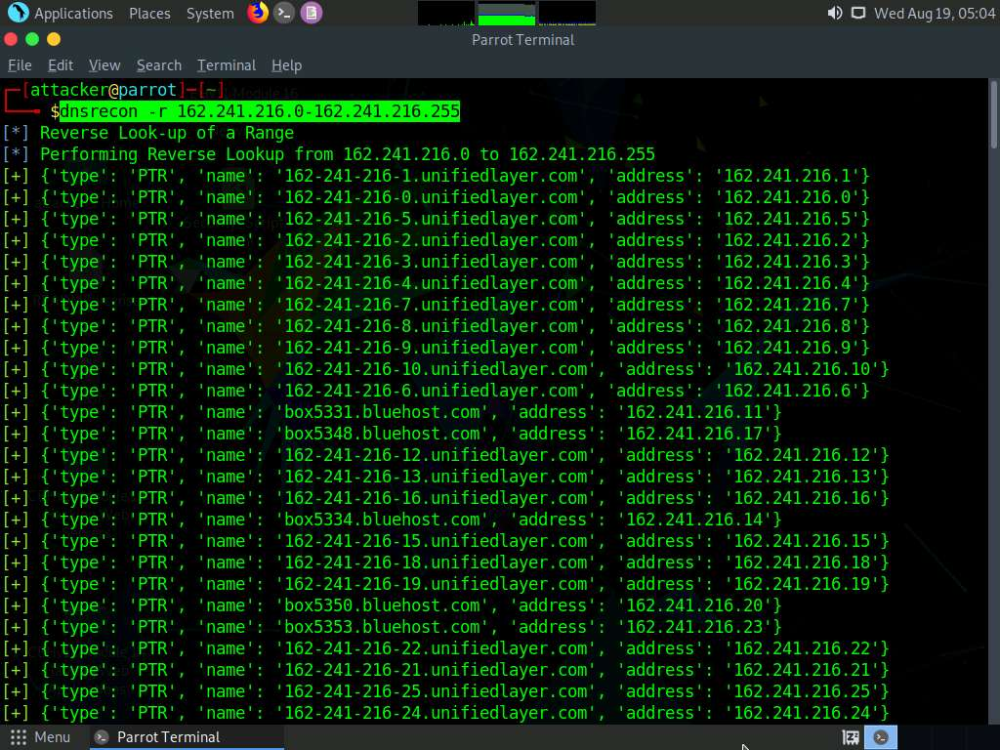 Applications Places System Wed Aug 19, 05:04
Parrot Terminal
File Edit View Search Terminal Help
┌─[attacker@parrot]─[~]
└──╼ $dnsrecon -r 162.241.216.0-162.241.216.255
[*] Reverse Look-up of a Range
[*] Performing Reverse Lookup from 162.241.216.0 to 162.241.216.255
[+] {'type': 'PTR', 'name': '162-241-216-1.unifiedlayer.com', 'address': '162.241.216.1'}
[+] {'type': 'PTR', 'name': '162-241-216-0.unifiedlayer.com', 'address': '162.241.216.0'}
[+] {'type': 'PTR', 'name': '162-241-216-5.unifiedlayer.com', 'address': '162.241.216.5'}
[+] {'type': 'PTR', 'name': '162-241-216-2.unifiedlayer.com', 'address': '162.241.216.2'}
[+] {'type': 'PTR', 'name': '162-241-216-3.unifiedlayer.com', 'address': '162.241.216.3'}
[+] {'type': 'PTR', 'name': '162-241-216-4.unifiedlayer.com', 'address': '162.241.216.4'}
[+] {'type': 'PTR', 'name': '162-241-216-7.unifiedlayer.com', 'address': '162.241.216.7'}
[+] {'type': 'PTR', 'name': '162-241-216-8.unifiedlayer.com', 'address': '162.241.216.8'}
[+] {'type': 'PTR', 'name': '162-241-216-9.unifiedlayer.com', 'address': '162.241.216.9'}
[+] {'type': 'PTR', 'name': '162-241-216-10.unifiedlayer.com', 'address': '162.241.216.10'}
[+] {'type': 'PTR', 'name': '162-241-216-6.unifiedlayer.com', 'address': '162.241.216.6'}
[+] {'type': 'PTR', 'name': 'box5331.bluehost.com', 'address': '162.241.216.11'}
[+] {'type': 'PTR', 'name': 'box5348.bluehost.com', 'address': '162.241.216.17'}
[+] {'type': 'PTR', 'name': '162-241-216-12.unifiedlayer.com', 'address': '162.241.216.12'}
[+] {'type': 'PTR', 'name': '162-241-216-13.unifiedlayer.com', 'address': '162.241.216.13'}
[+] {'type': 'PTR', 'name': '162-241-216-16.unifiedlayer.com', 'address': '162.241.216.16'}
[+] {'type': 'PTR', 'name': 'box5334.bluehost.com', 'address': '162.241.216.14'}
[+] {'type': 'PTR', 'name': '162-241-216-15.unifiedlayer.com', 'address': '162.241.216.15'}
[+] {'type': 'PTR', 'name': '162-241-216-18.unifiedlayer.com', 'address': '162.241.216.18'}
[+] {'type': 'PTR', 'name': '162-241-216-19.unifiedlayer.com', 'address': '162.241.216.19'}
[+] {'type': 'PTR', 'name': 'box5350.bluehost.com', 'address': '162.241.216.20'}
[+] {'type': 'PTR', 'name': 'box5353.bluehost.com', 'address': '162.241.216.23'}
[+] {'type': 'PTR', 'name': '162-241-216-22.unifiedlayer.com', 'address': '162.241.216.22'}
[+] {'type': 'PTR', 'name': '162-241-216-21.unifiedlayer.com', 'address': '162.241.216.21'}
[+] {'type': 'PTR', 'name': '162-241-216-25.unifiedlayer.com', 'address': '162.241.216.25'}
[+] {'type': 'PTR', 'name': '162-241-216-24.unifiedlayer.com', 'address': '162.241.216.24'}
Menu Parrot Terminal